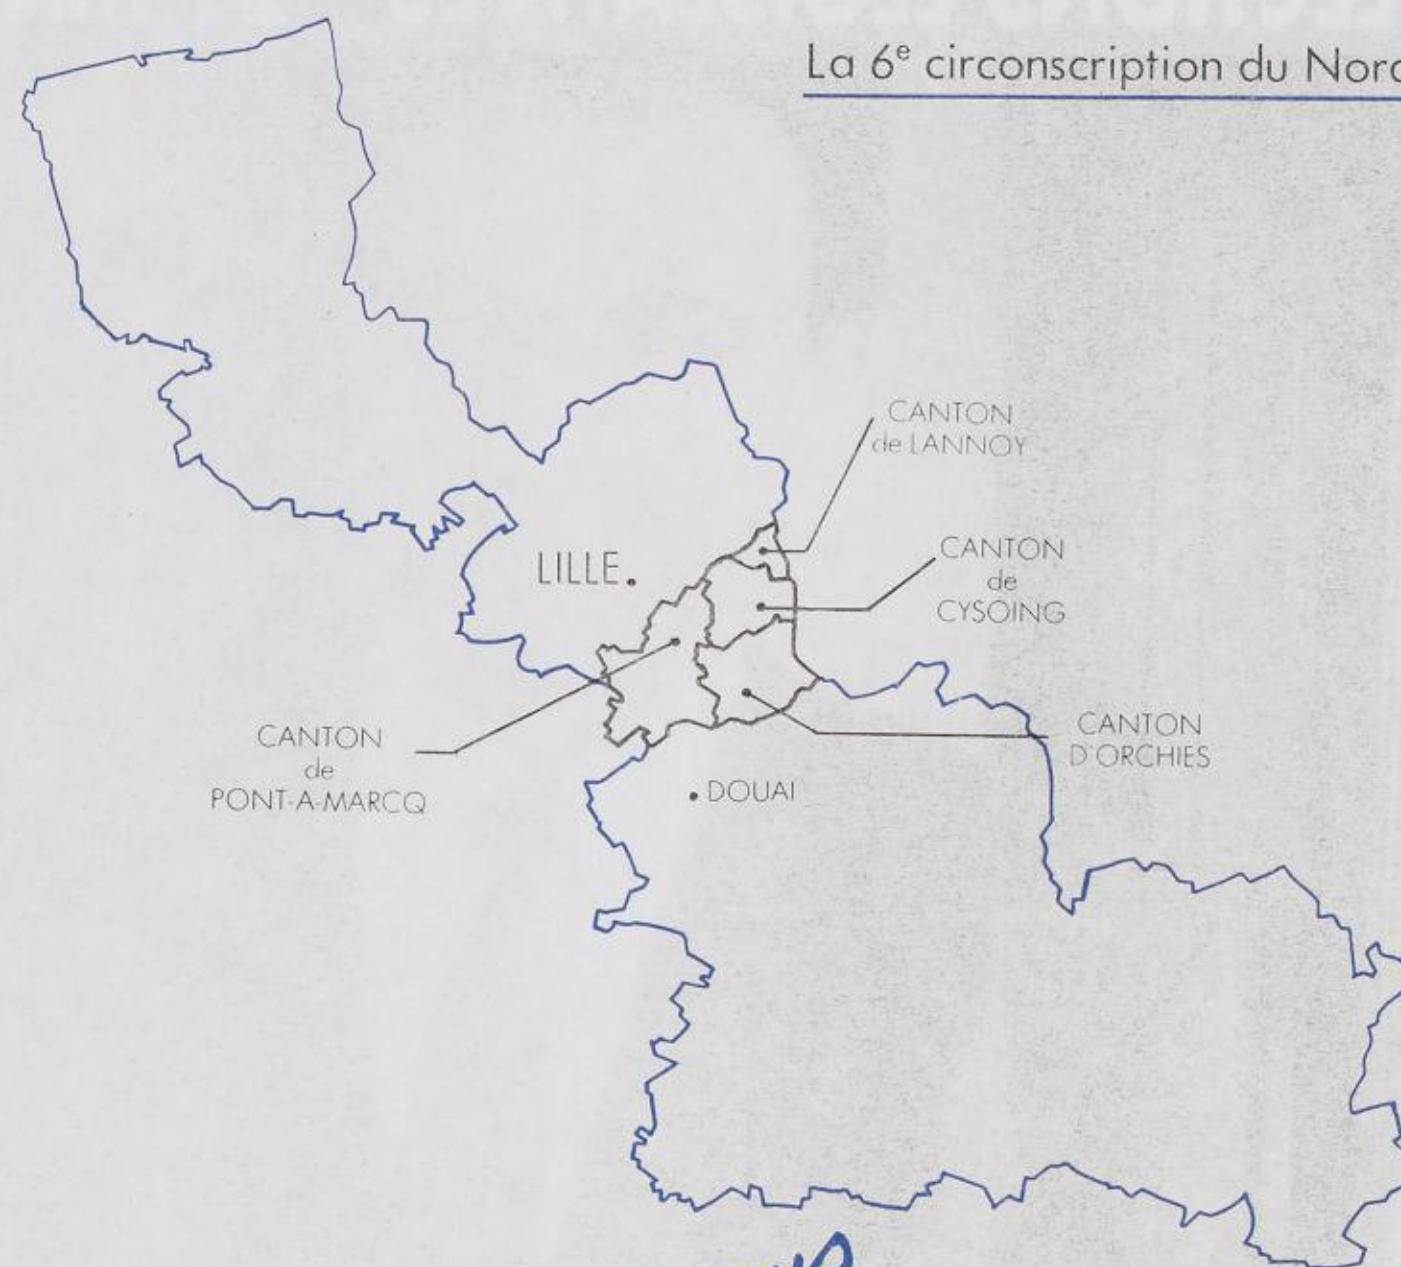 La 6e circonscription du Nord
CANTON
de LANNOY
LILLE.
CANTON
de
CYSOING
CANTON
de
PONT-A-MARCQ
CANTON
D'ORCHIES
. DOUAI